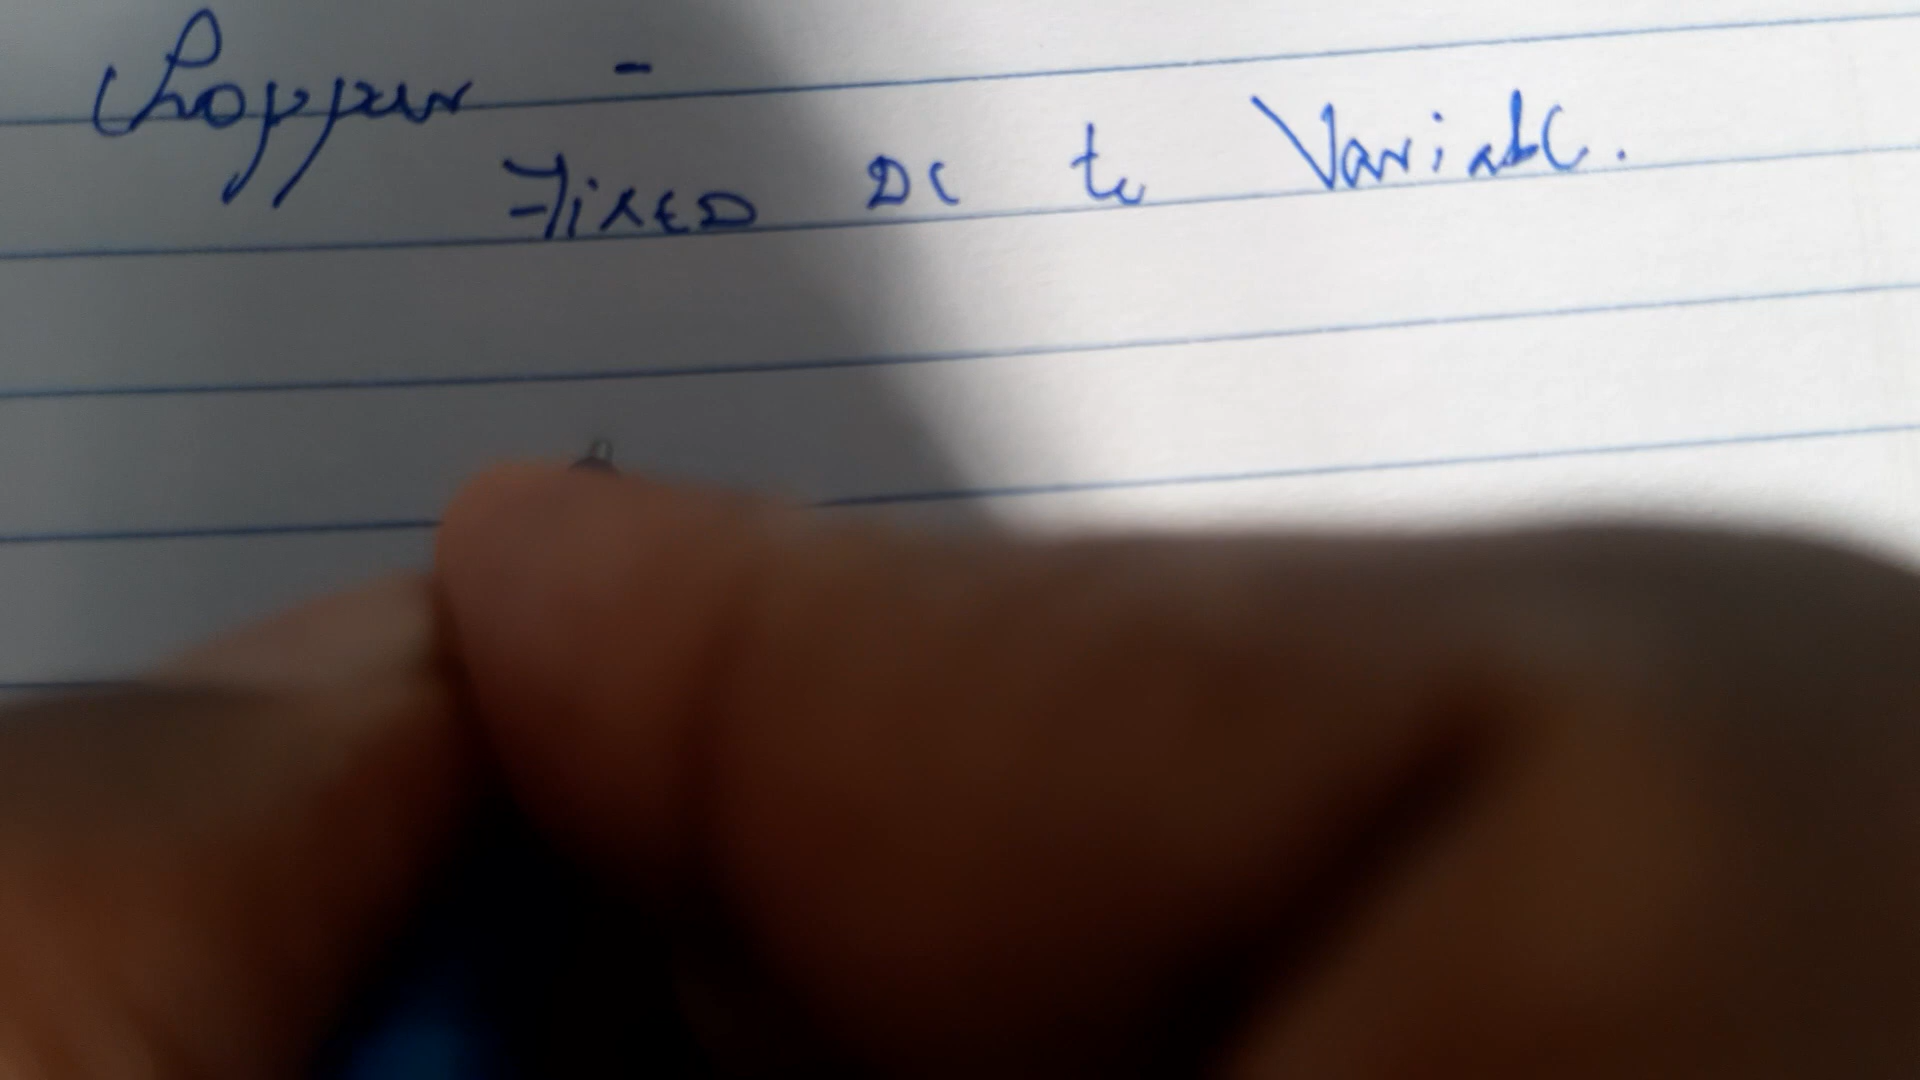 Chopper -
Fixed DC to Variable.